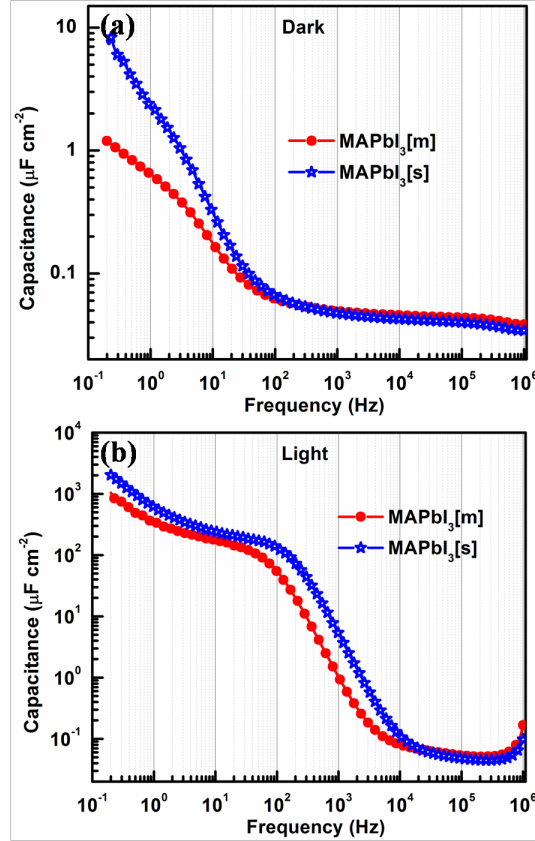 (a)
Dark
10
1
0.1
Capacitance (µF cm⁻²)
MAPbI₃[m]
MAPbI₃[s]
10⁻¹ 10⁰ 10¹ 10² 10³ 10⁴ 10⁵ 10⁶
Frequency (Hz)
(b)
Light
10⁴
10³
10²
10¹
10⁰
10⁻¹
Capacitance (µF cm⁻²)
MAPbI₃[m]
MAPbI₃[s]
10⁻¹ 10⁰ 10¹ 10² 10³ 10⁴ 10⁵ 10⁶
Frequency (Hz)